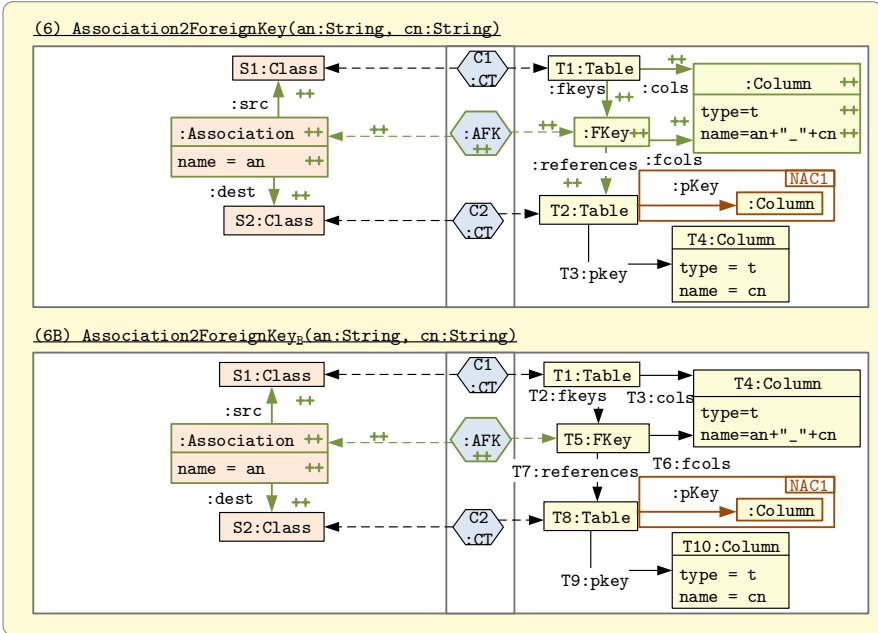 (6) Association2ForeignKey(an:String, cn:String)
S1:Class
C1
:CT
T1:Table
++
:src
++
:fkeys
++
:cols
:Column ++
type=t ++
name=an+"_"+cn ++
:Association ++
name = an ++
++
:AFK
++
++
:FKey ++
++
:dest
++
:references
++
:fcols
NAC1
:pKey
:Column
S2:Class
C2
:CT
T2:Table
T3:pkey
T4:Column
type = t
name = cn
(6B) Association2ForeignKeyB(an:String, cn:String)
S1:Class
C1
:CT
T1:Table
:src
++
T2:fkeys
T3:cols
T4:Column
type=t
name=an+"_"+cn
:Association ++
name = an ++
++
:AFK
++
T5:FKey
:dest
++
T7:references
T6:fcols
NAC1
:pKey
:Column
S2:Class
C2
:CT
T8:Table
T9:pkey
T10:Column
type = t
name = cn